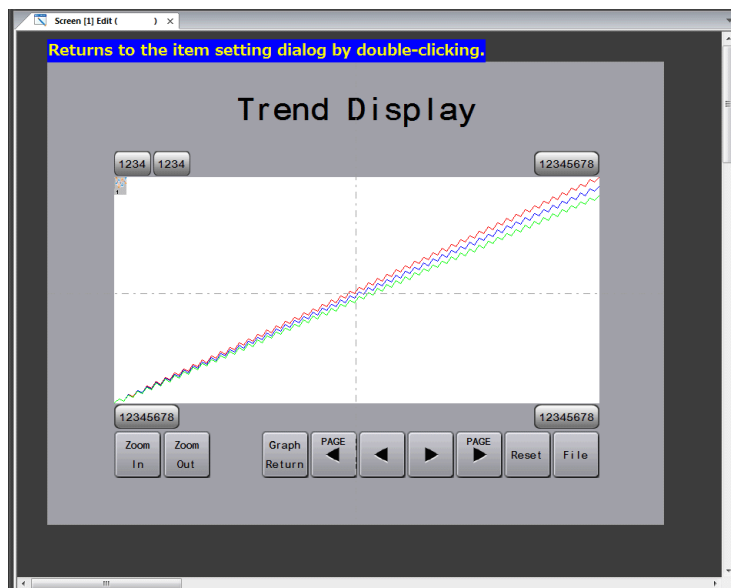 Screen [1] Edit ( )
Returns to the item setting dialog by double-clicking.
Trend Display
1234 1234 12345678
12345678 12345678
Zoom In
Zoom Out
Graph Return
PAGE
PAGE
Reset
File